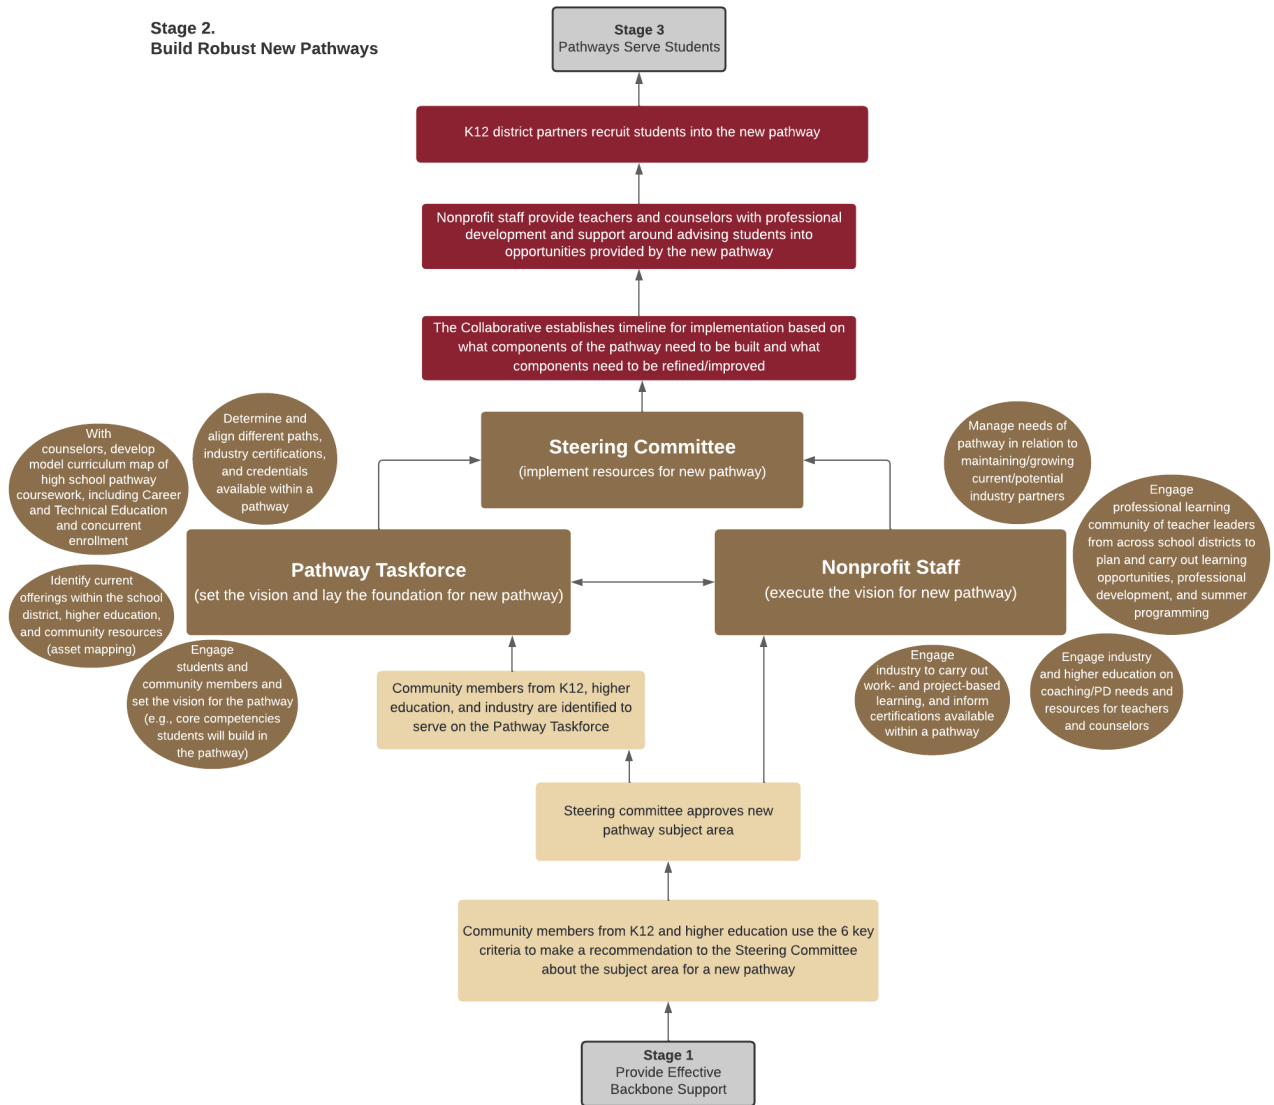 Stage 2.
Build Robust New Pathways
Stage 3
Pathways Serve Students
K12 district partners recruit students into the new pathway
Nonprofit staff provide teachers and counselors with professional
development and support around advising students into
opportunities provided by the new pathway
The Collaborative establishes timeline for implementation based on
what components of the pathway need to be built and what
components need to be refined/improved
Steering Committee
(implement resources for new pathway)
Determine and
align different paths,
industry certifications,
and credentials
available within a
pathway
With
counselors, develop
model curriculum map of
high school pathway
coursework, including Career
and Technical Education
and concurrent
enrollment
Identify current
offerings within the school
district, higher education,
and community resources
(asset mapping)
Engage
students and
community members and
set the vision for the pathway
(e.g., core competencies
students will build in
the pathway)
Pathway Taskforce
(set the vision and lay the foundation for new pathway)
Nonprofit Staff
(execute the vision for new pathway)
Manage needs of
pathway in relation to
maintaining/growing
current/potential
industry partners
Engage
professional learning
community of teacher leaders
from across school districts to
plan and carry out learning
opportunities, professional
development, and summer
programming
Engage industry
and higher education on
coaching/PD needs and
resources for teachers
and counselors
Engage
industry to carry out
work- and project-based
learning, and inform
certifications available
within a pathway
Community members from K12, higher
education, and industry are identified to
serve on the Pathway Taskforce
Steering committee approves new
pathway subject area
Community members from K12 and higher education use the 6 key
criteria to make a recommendation to the Steering Committee
about the subject area for a new pathway
Stage 1
Provide Effective
Backbone Support